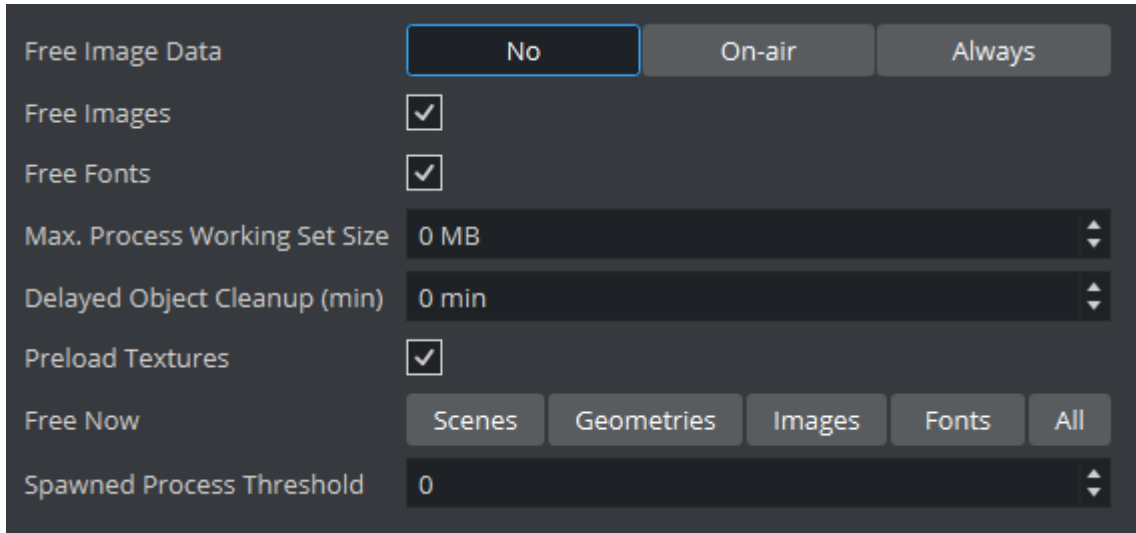 Free Image Data No On-air Always
Free Images
Free Fonts
Max. Process Working Set Size 0 MB
Delayed Object Cleanup (min) 0 min
Preload Textures
Free Now Scenes Geometries Images Fonts All
Spawned Process Threshold 0